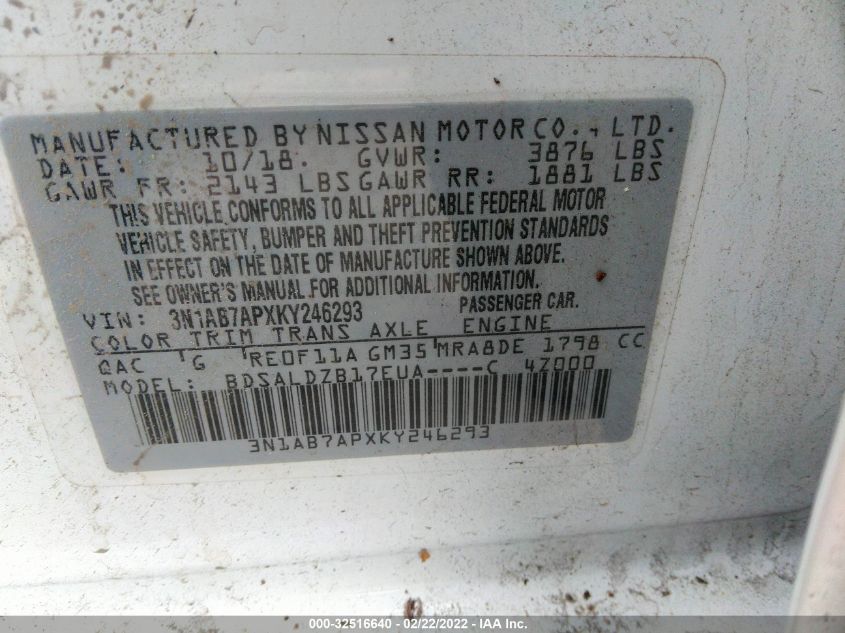 MANUFACTURED BY NISSAN MOTOR CO., LTD.
DATE: 10/18. GVWR: 3876 LBS
GAWR FR: 2143 LBS GAWR RR: 1881 LBS
THIS VEHICLE CONFORMS TO ALL APPLICABLE FEDERAL MOTOR
VEHICLE SAFETY, BUMPER AND THEFT PREVENTION STANDARDS
IN EFFECT ON THE DATE OF MANUFACTURE SHOWN ABOVE.
SEE OWNER'S MANUAL FOR ADDITIONAL INFORMATION.
VIN: 3N1AB7APXKY246293 PASSENGER CAR.
COLOR TRIM TRANS AXLE ENGINE
QAC G RE0F11A GM35 MRA8DE 1798 CC
MODEL: BDSALDZB17EUA----C 4Z000
3N1AB7APXKY246293
000-32516640 - 02/22/2022 - IAA Inc.